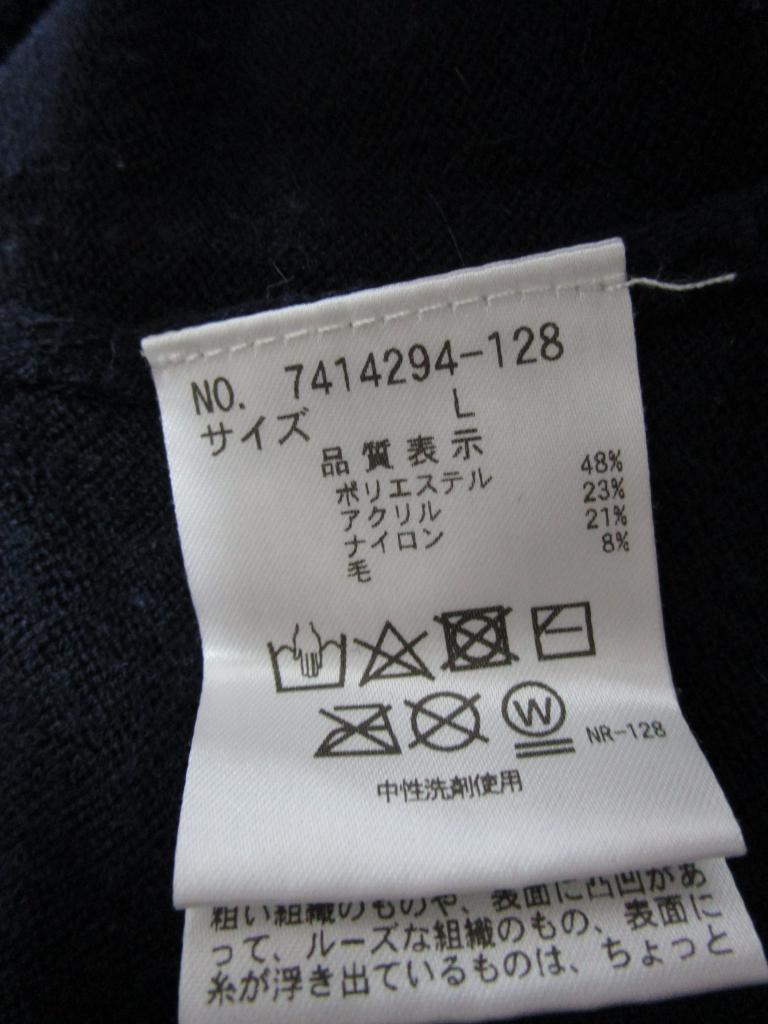 NO. 7414294-128
サイズ L
品質表示
ポリエステル 48%
アクリル 23%
ナイロン 21%
毛 8%
W
NR-128
中性洗剤使用
粗い組織のものや、表面に凸凹があ
って、ルーズな組織のもの、表面に
糸が浮き出ているものは、ちょっと